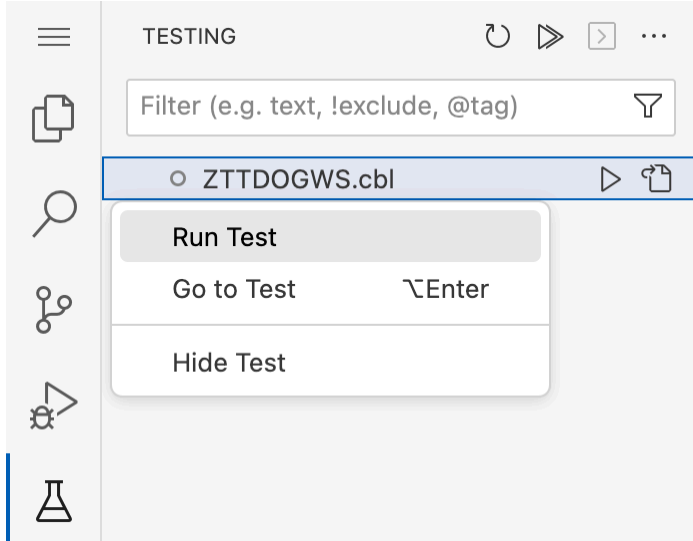 TESTING
Filter (e.g. text, !exclude, @tag)
ZTTDOGWS.cbl
Run Test
Go to Test ⌥Enter
Hide Test